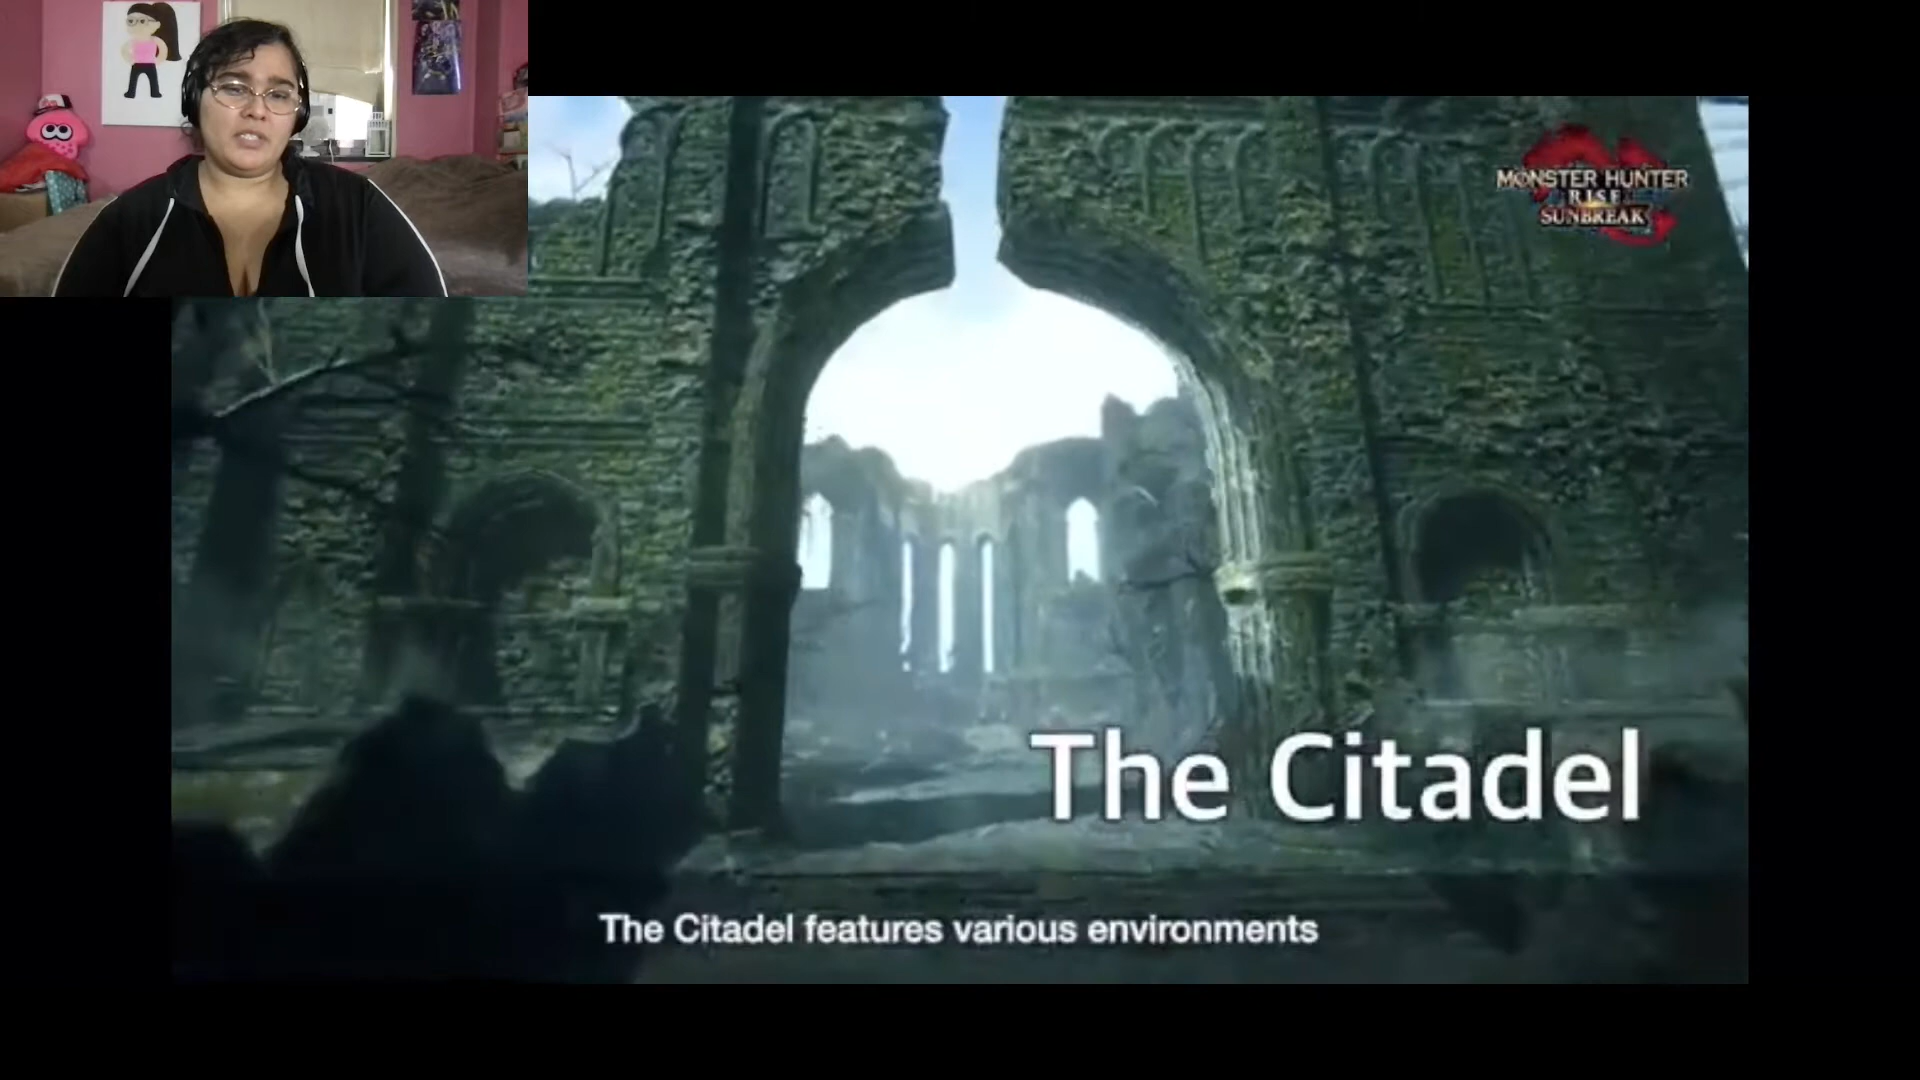 MONSTER HUNTER
RISE
SUNBREAK
The Citadel
The Citadel features various environments